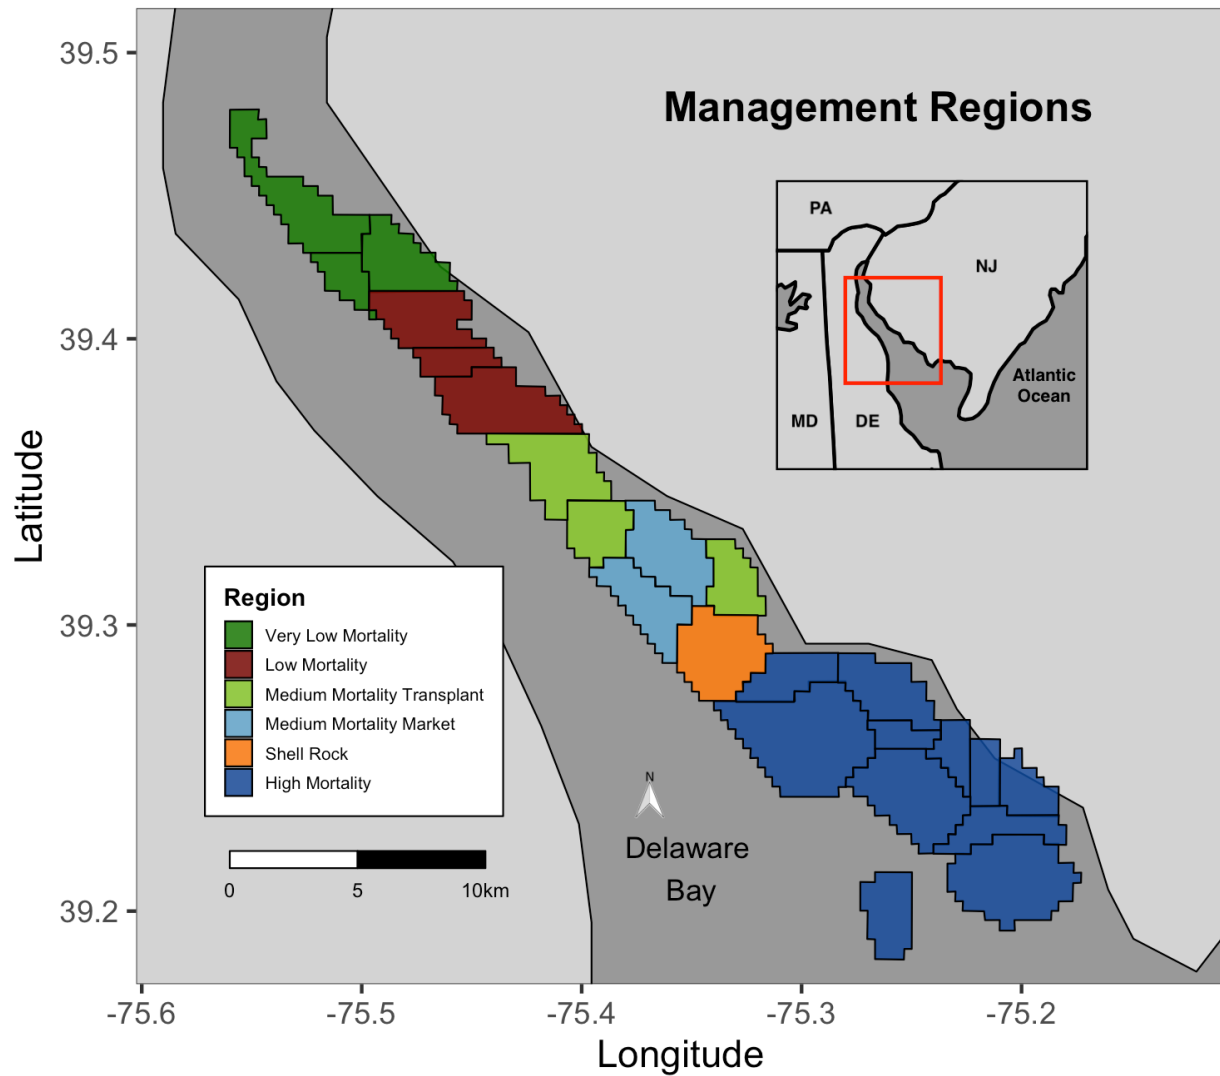 Management Regions
PA
NJ
MD
DE
Atlantic
Ocean
39.5
39.4
39.3
39.2
Latitude
Region
Very Low Mortality
Low Mortality
Medium Mortality Transplant
Medium Mortality Market
Shell Rock
High Mortality
0
5
10km
N
Delaware
Bay
-75.6
-75.5
-75.4
-75.3
-75.2
Longitude